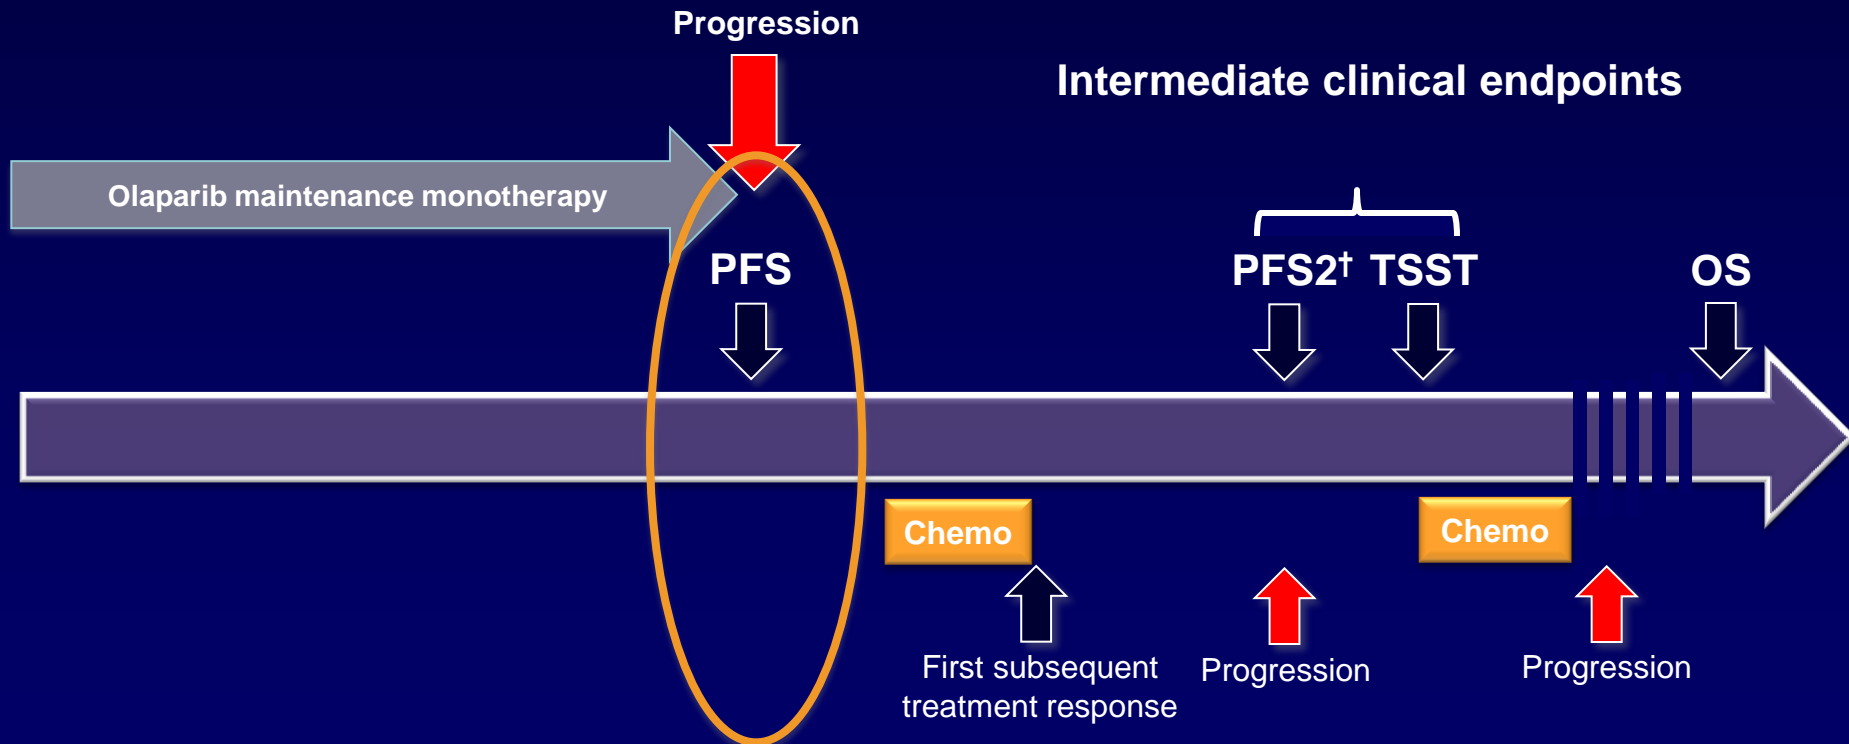 Progression
Intermediate clinical endpoints
Olaparib maintenance monotherapy
PFS
PFS2† TSST
OS
Chemo
Chemo
First subsequent
treatment response
Progression
Progression